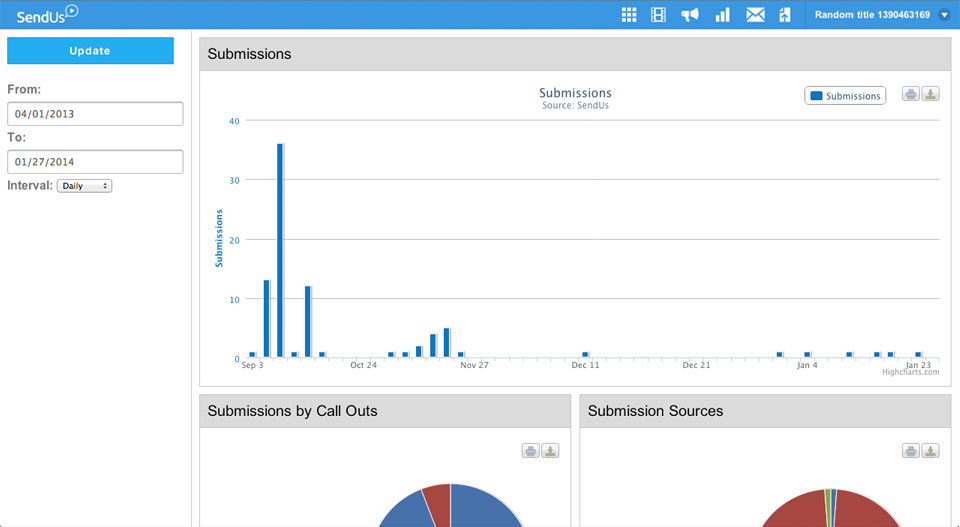 SendUs
Random title 1390463169
Update
From:
04/01/2013
To:
01/27/2014
Interval: Daily
Submissions
Submissions
Source: SendUs
Submissions
40
30
20
10
0
Submissions
Sep 3 Oct 24 Nov 27 Dec 11 Dec 21 Jan 4 Jan 23
Highcharts.com
Submissions by Call Outs
Submission Sources